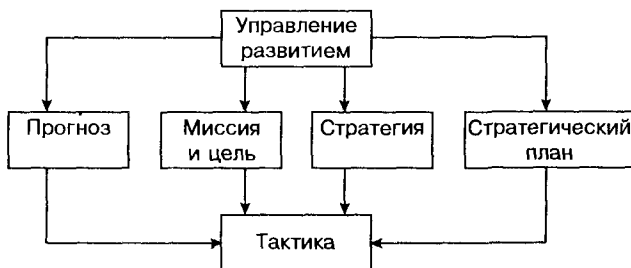 Управление
развитием
Прогноз
Миссия
и цель
Стратегия
Стратегический
план
Тактика